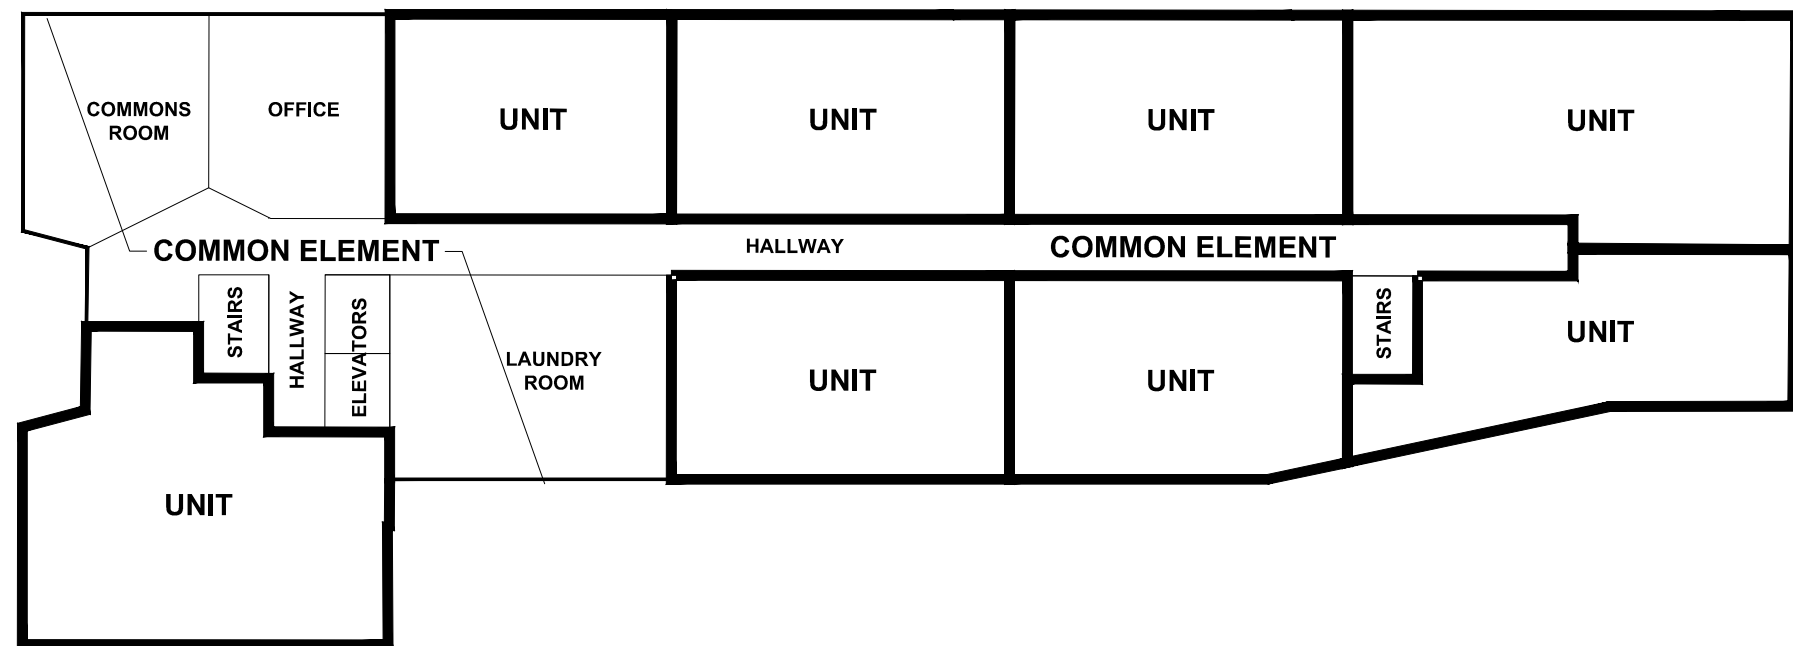 COMMONS
ROOM
OFFICE
UNIT
UNIT
UNIT
UNIT
COMMON ELEMENT
HALLWAY
COMMON ELEMENT
STAIRS
HALLWAY
ELEVATORS
LAUNDRY
ROOM
UNIT
UNIT
STAIRS
UNIT
UNIT